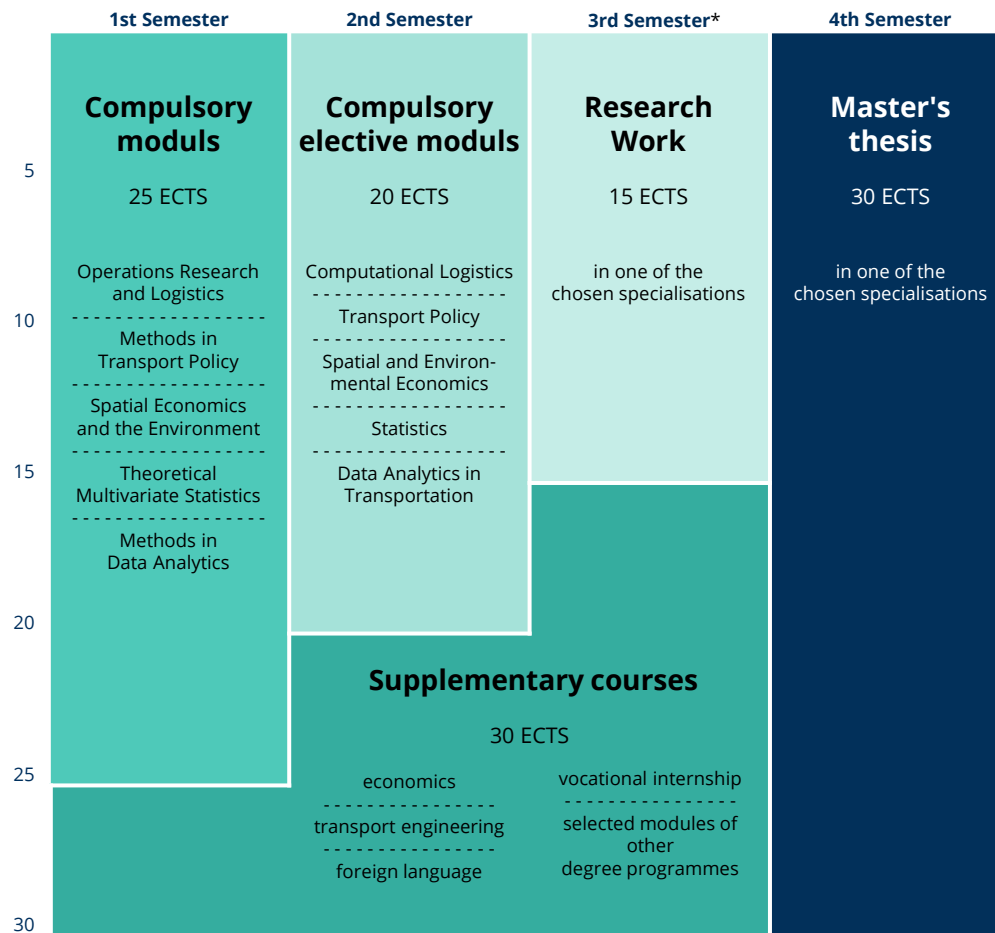 1st Semester
2nd Semester
3rd Semester*
4th Semester
5
10
15
20
25
30
Compulsory
moduls
25 ECTS
Operations Research
and Logistics
Methods in
Transport Policy
Spatial Economics
and the Environment
Theoretical
Multivariate Statistics
Methods in
Data Analytics
Compulsory
elective moduls
20 ECTS
Computational Logistics
Transport Policy
Spatial and Environ-
mental Economics
Statistics
Data Analytics in
Transportation
Research
Work
15 ECTS
in one of the
chosen specialisations
Master's
thesis
30 ECTS
in one of the
chosen specialisations
Supplementary courses
30 ECTS
economics
transport engineering
foreign language
vocational internship
selected modules of
other
degree programmes